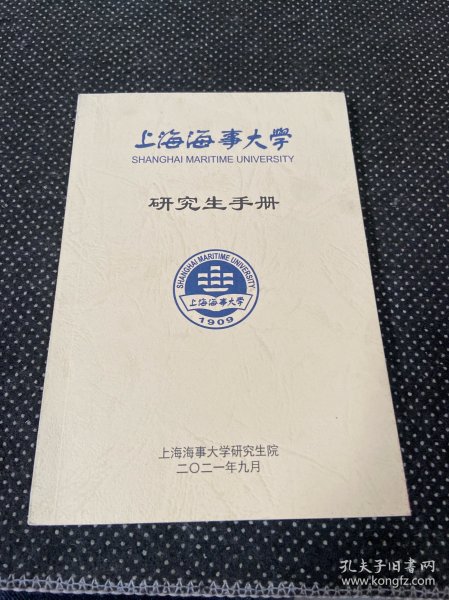 上海海事大學
SHANGHAI MARITIME UNIVERSITY
研究生手册
SHANGHAI MARITIME UNIVERSITY
上海海事大学
1909
上海海事大学研究生院
二〇二一年九月
孔夫子旧书网
www.kongfz.com